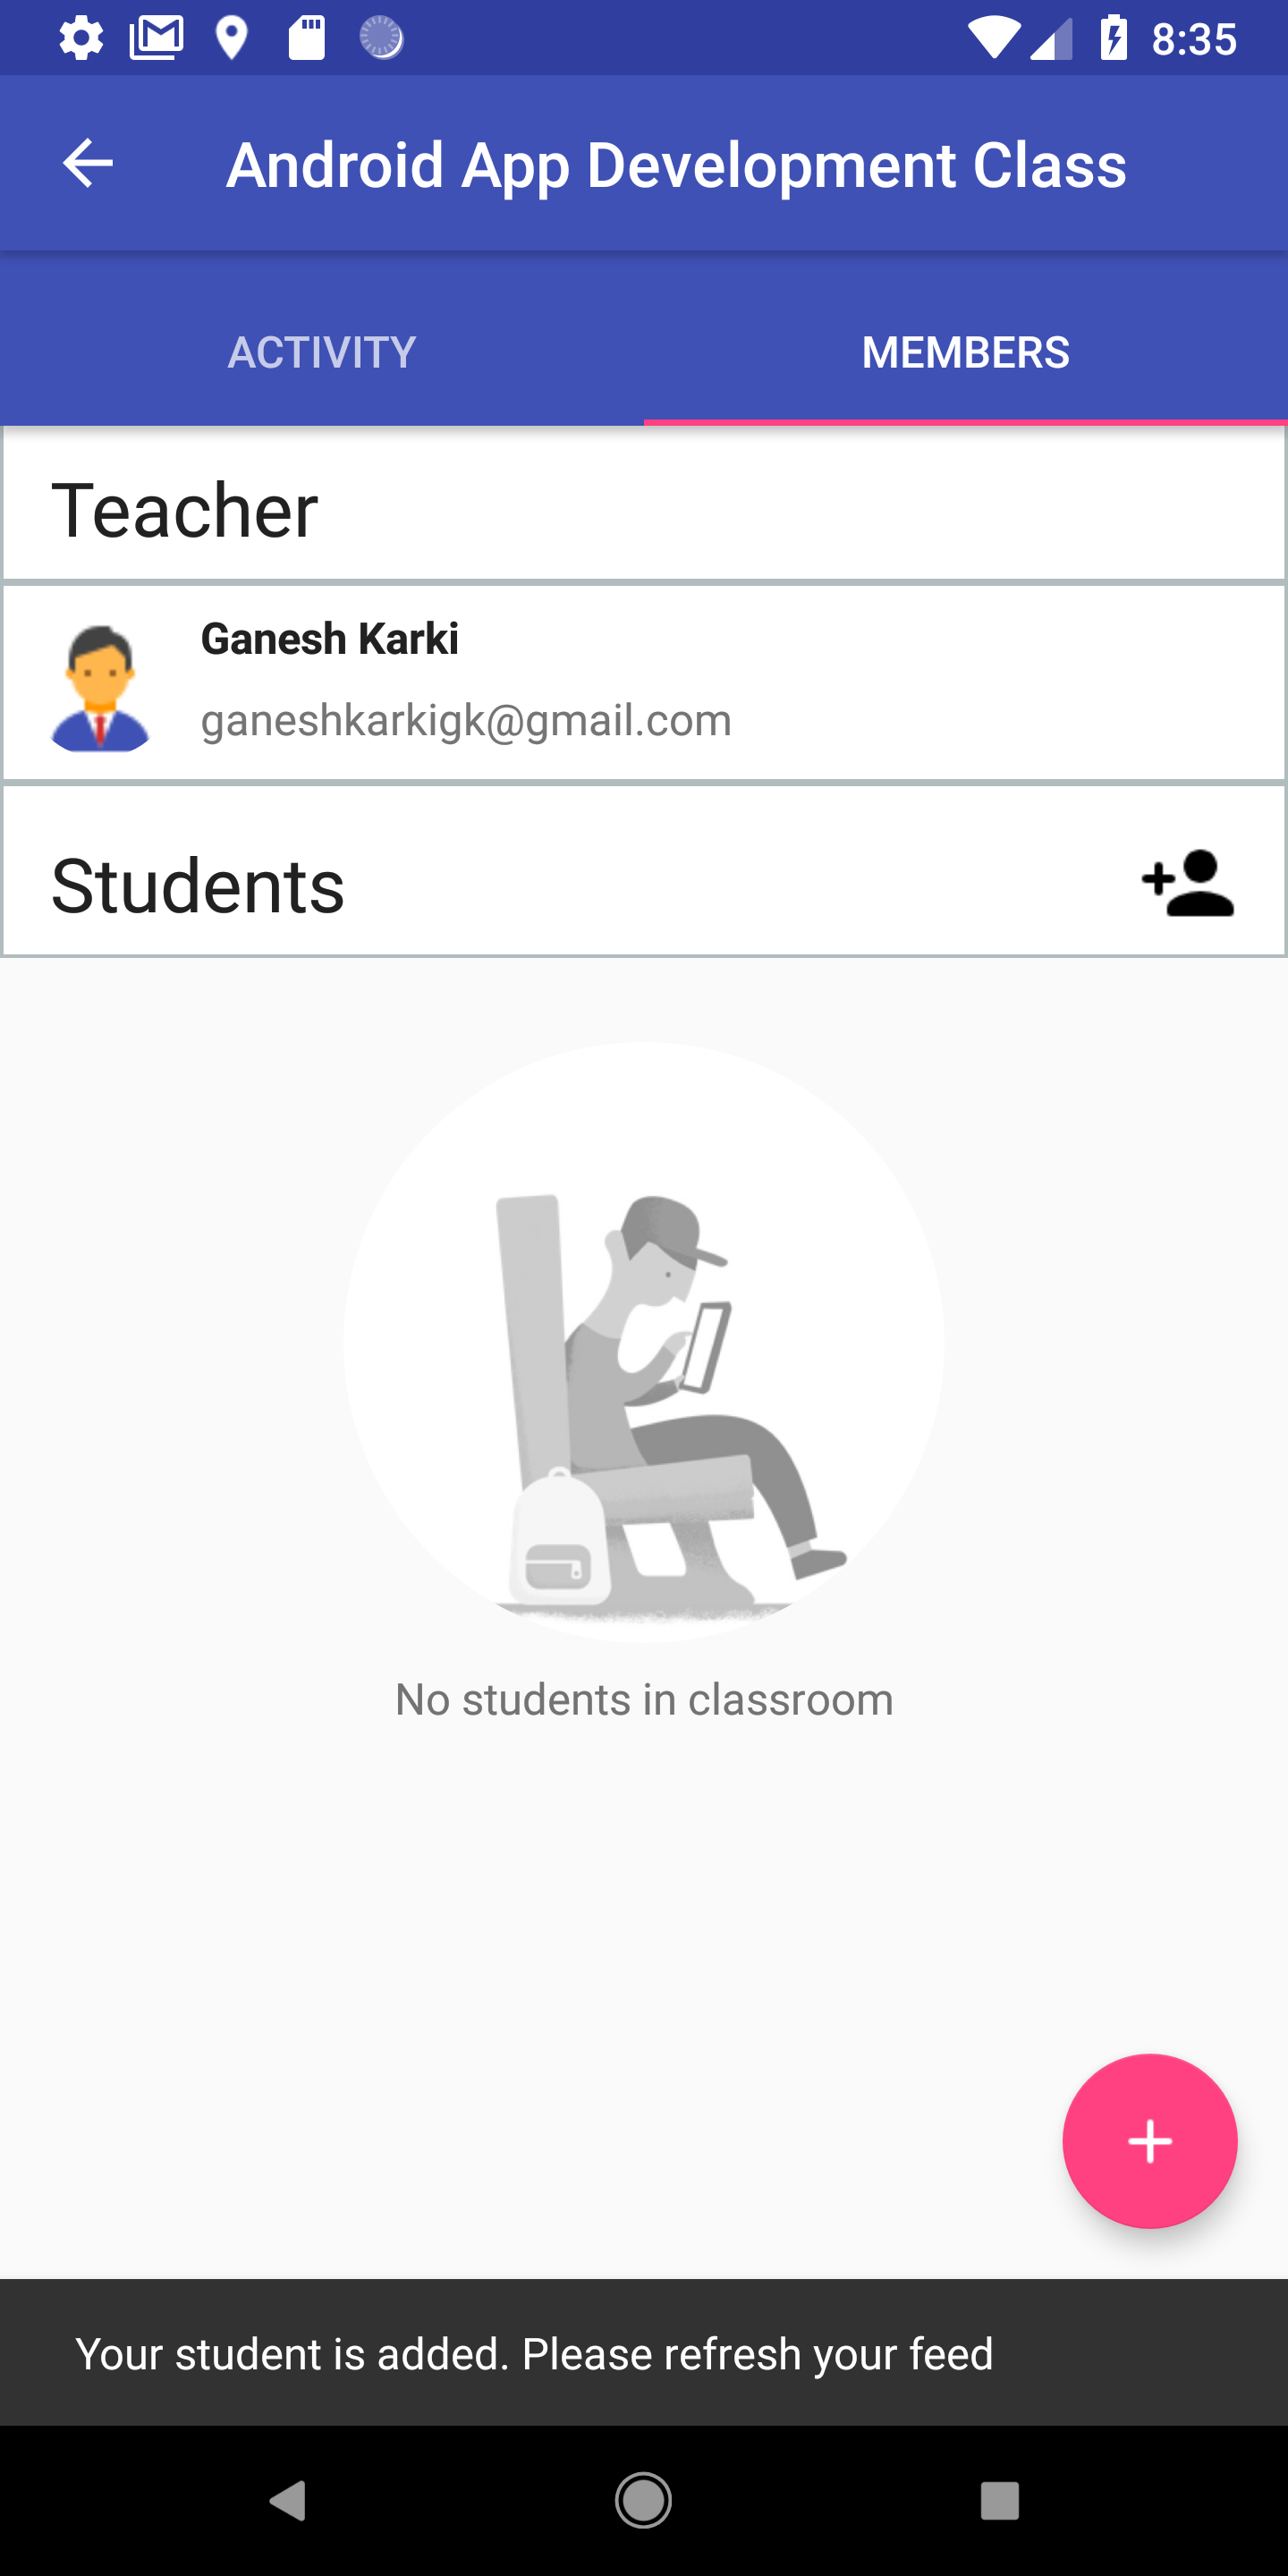 8:35
Android App Development Class
ACTIVITY MEMBERS
Teacher
Ganesh Karki
ganeshkarkigk@gmail.com
Students
No students in classroom
Your student is added. Please refresh your feed